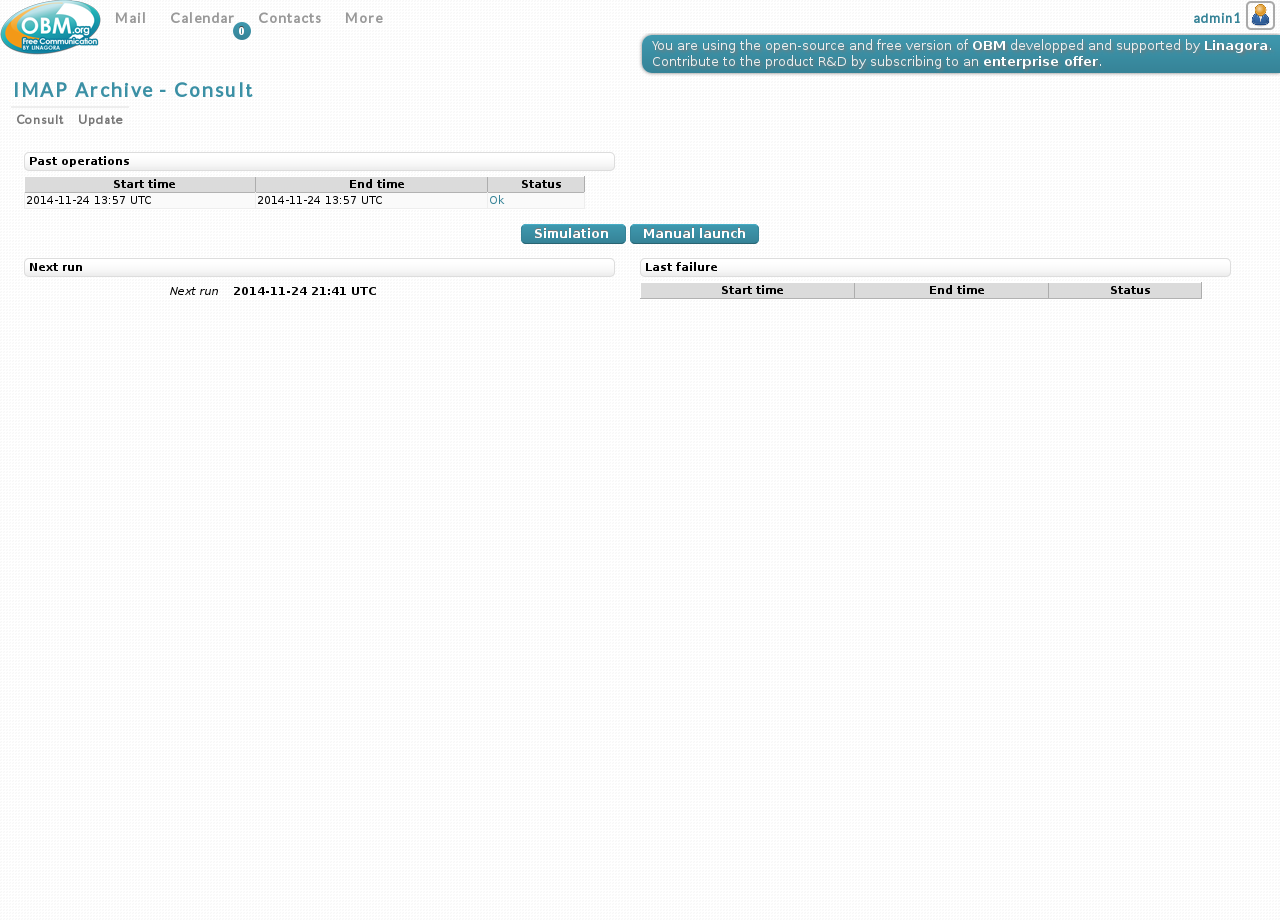 OBM.org
Free Communication
BY LINAGORA
Mail Calendar Contacts More
0
admin1
You are using the open-source and free version of OBM developped and supported by Linagora.
Contribute to the product R&D by subscribing to an enterprise offer.
IMAP Archive - Consult
Consult Update
Past operations
Start time End time Status
2014-11-24 13:57 UTC 2014-11-24 13:57 UTC Ok
Simulation Manual launch
Next run
Next run 2014-11-24 21:41 UTC
Last failure
Start time End time Status